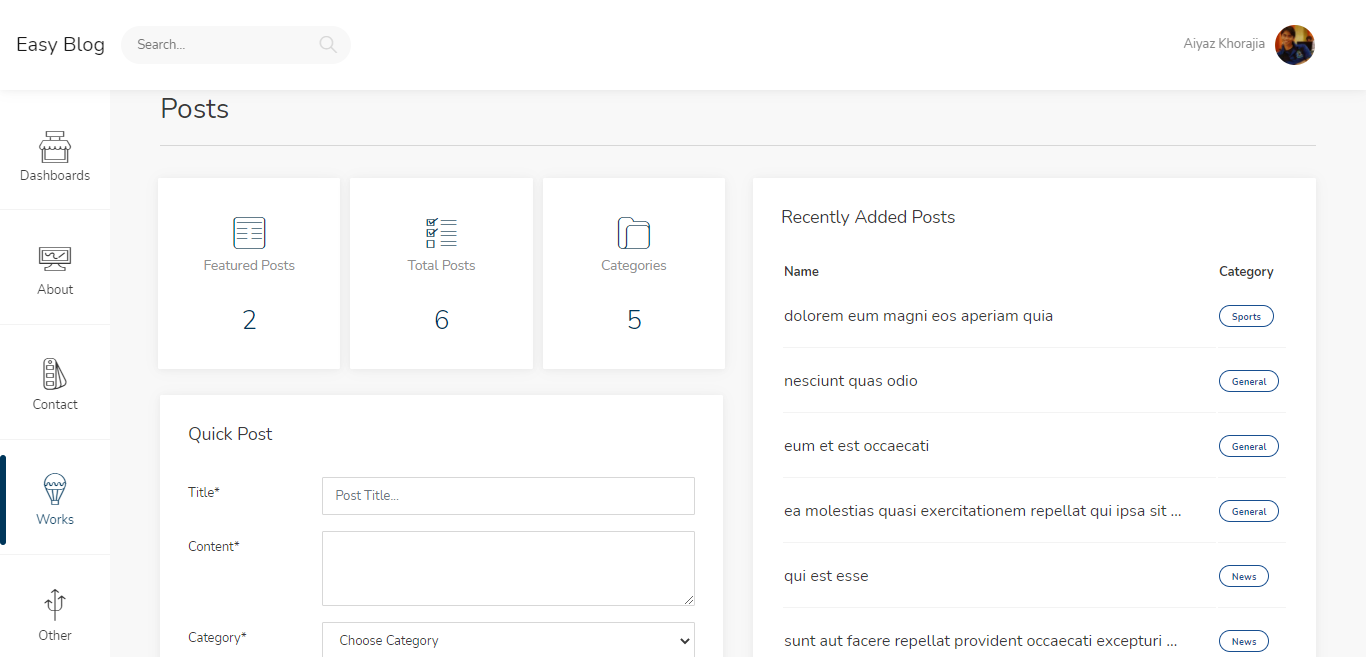 Easy Blog
Search...
Aiyaz Khorajia
Dashboards
About
Contact
Works
Other
Posts
Featured Posts
2
Total Posts
6
Categories
5
Quick Post
Title*
Post Title...
Content*
Category*
Choose Category
Recently Added Posts
Name Category
dolorem eum magni eos aperiam quia Sports
nesciunt quas odio General
eum et est occaecati General
ea molestias quasi exercitationem repellat qui ipsa sit ... General
qui est esse News
sunt aut facere repellat provident occaecati excepturi ... News